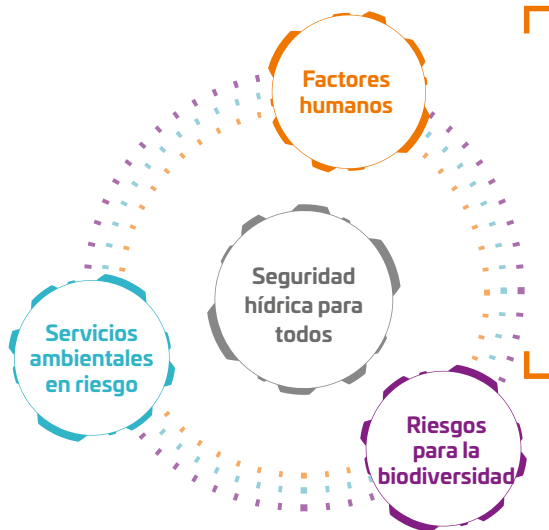 Factores
humanos
Seguridad
hídrica para
todos
Servicios
ambientales
en riesgo
Riesgos
para la
biodiversidad